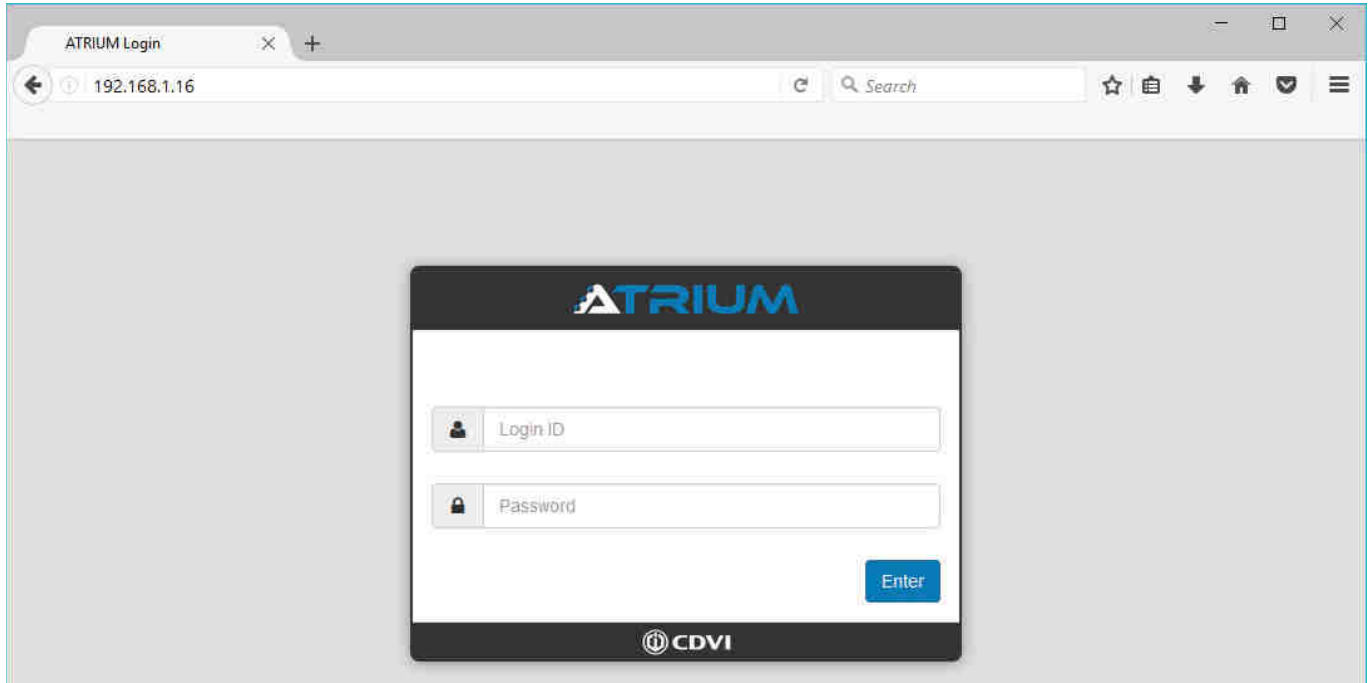 ATRIUM Login
192.168.1.16
Search
ATRIUM
Login ID
Password
Enter
CDVI